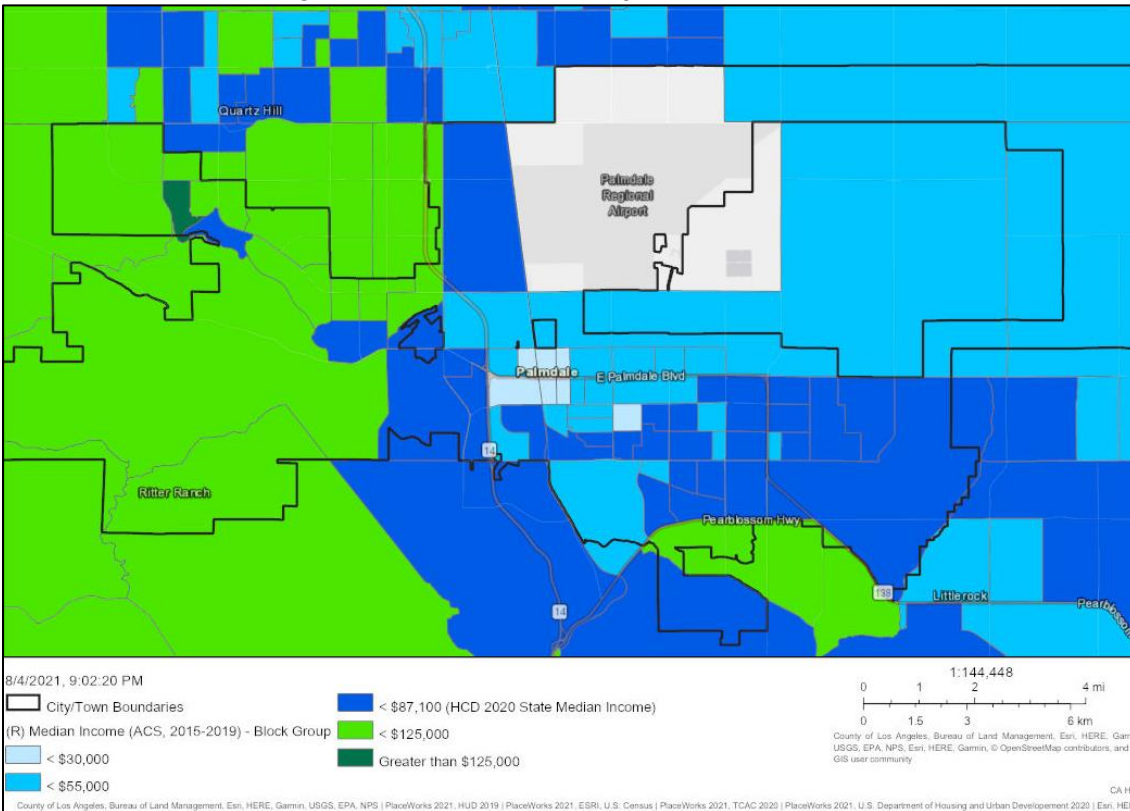 Quartz Hill
Palmdale
Regional
Airport
Palmdale
E Palmdale Blvd
14
Ritter Ranch
Pearblossom Hwy
138
Littlerock
14
Pearblossom
8/4/2021, 9:02:20 PM
City/Town Boundaries
(R) Median Income (ACS, 2015-2019) - Block Group
< $30,000
< $55,000
< $87,100 (HCD 2020 State Median Income)
< $125,000
Greater than $125,000
1:144,448
0 1 2 4 mi
0 1.5 3 6 km
County of Los Angeles, Bureau of Land Management, Esri, HERE, Garm
USGS, EPA, NPS, Esri, HERE, Garmin, © OpenStreetMap contributors, and
GIS user community
CA H
County of Los Angeles, Bureau of Land Management, Esri, HERE, Garmin, USGS, EPA, NPS | PlaceWorks 2021, HUD 2019 | PlaceWorks 2021, ESRI, U.S. Census | PlaceWorks 2021, TCAC 2020 | PlaceWorks 2021, U.S. Department of Housing and Urban Development 2020 | Esri, HE